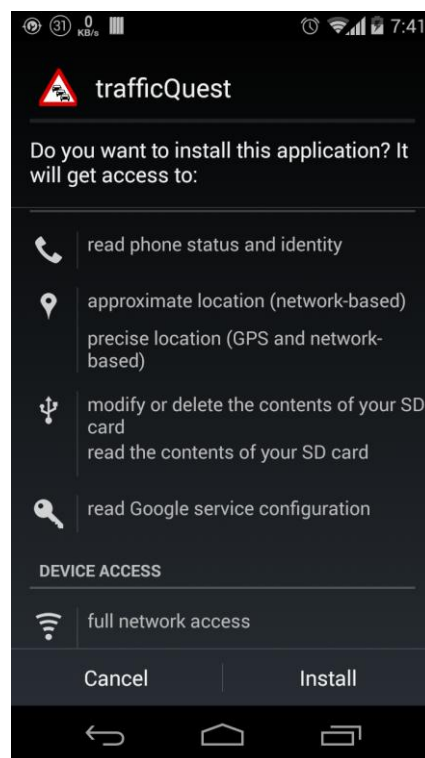 31 0 KB/s 7:41
trafficQuest
Do you want to install this application? It
will get access to:
read phone status and identity
approximate location (network-based)
precise location (GPS and network-
based)
modify or delete the contents of your SD
card
read the contents of your SD card
read Google service configuration
DEVICE ACCESS
full network access
Cancel Install